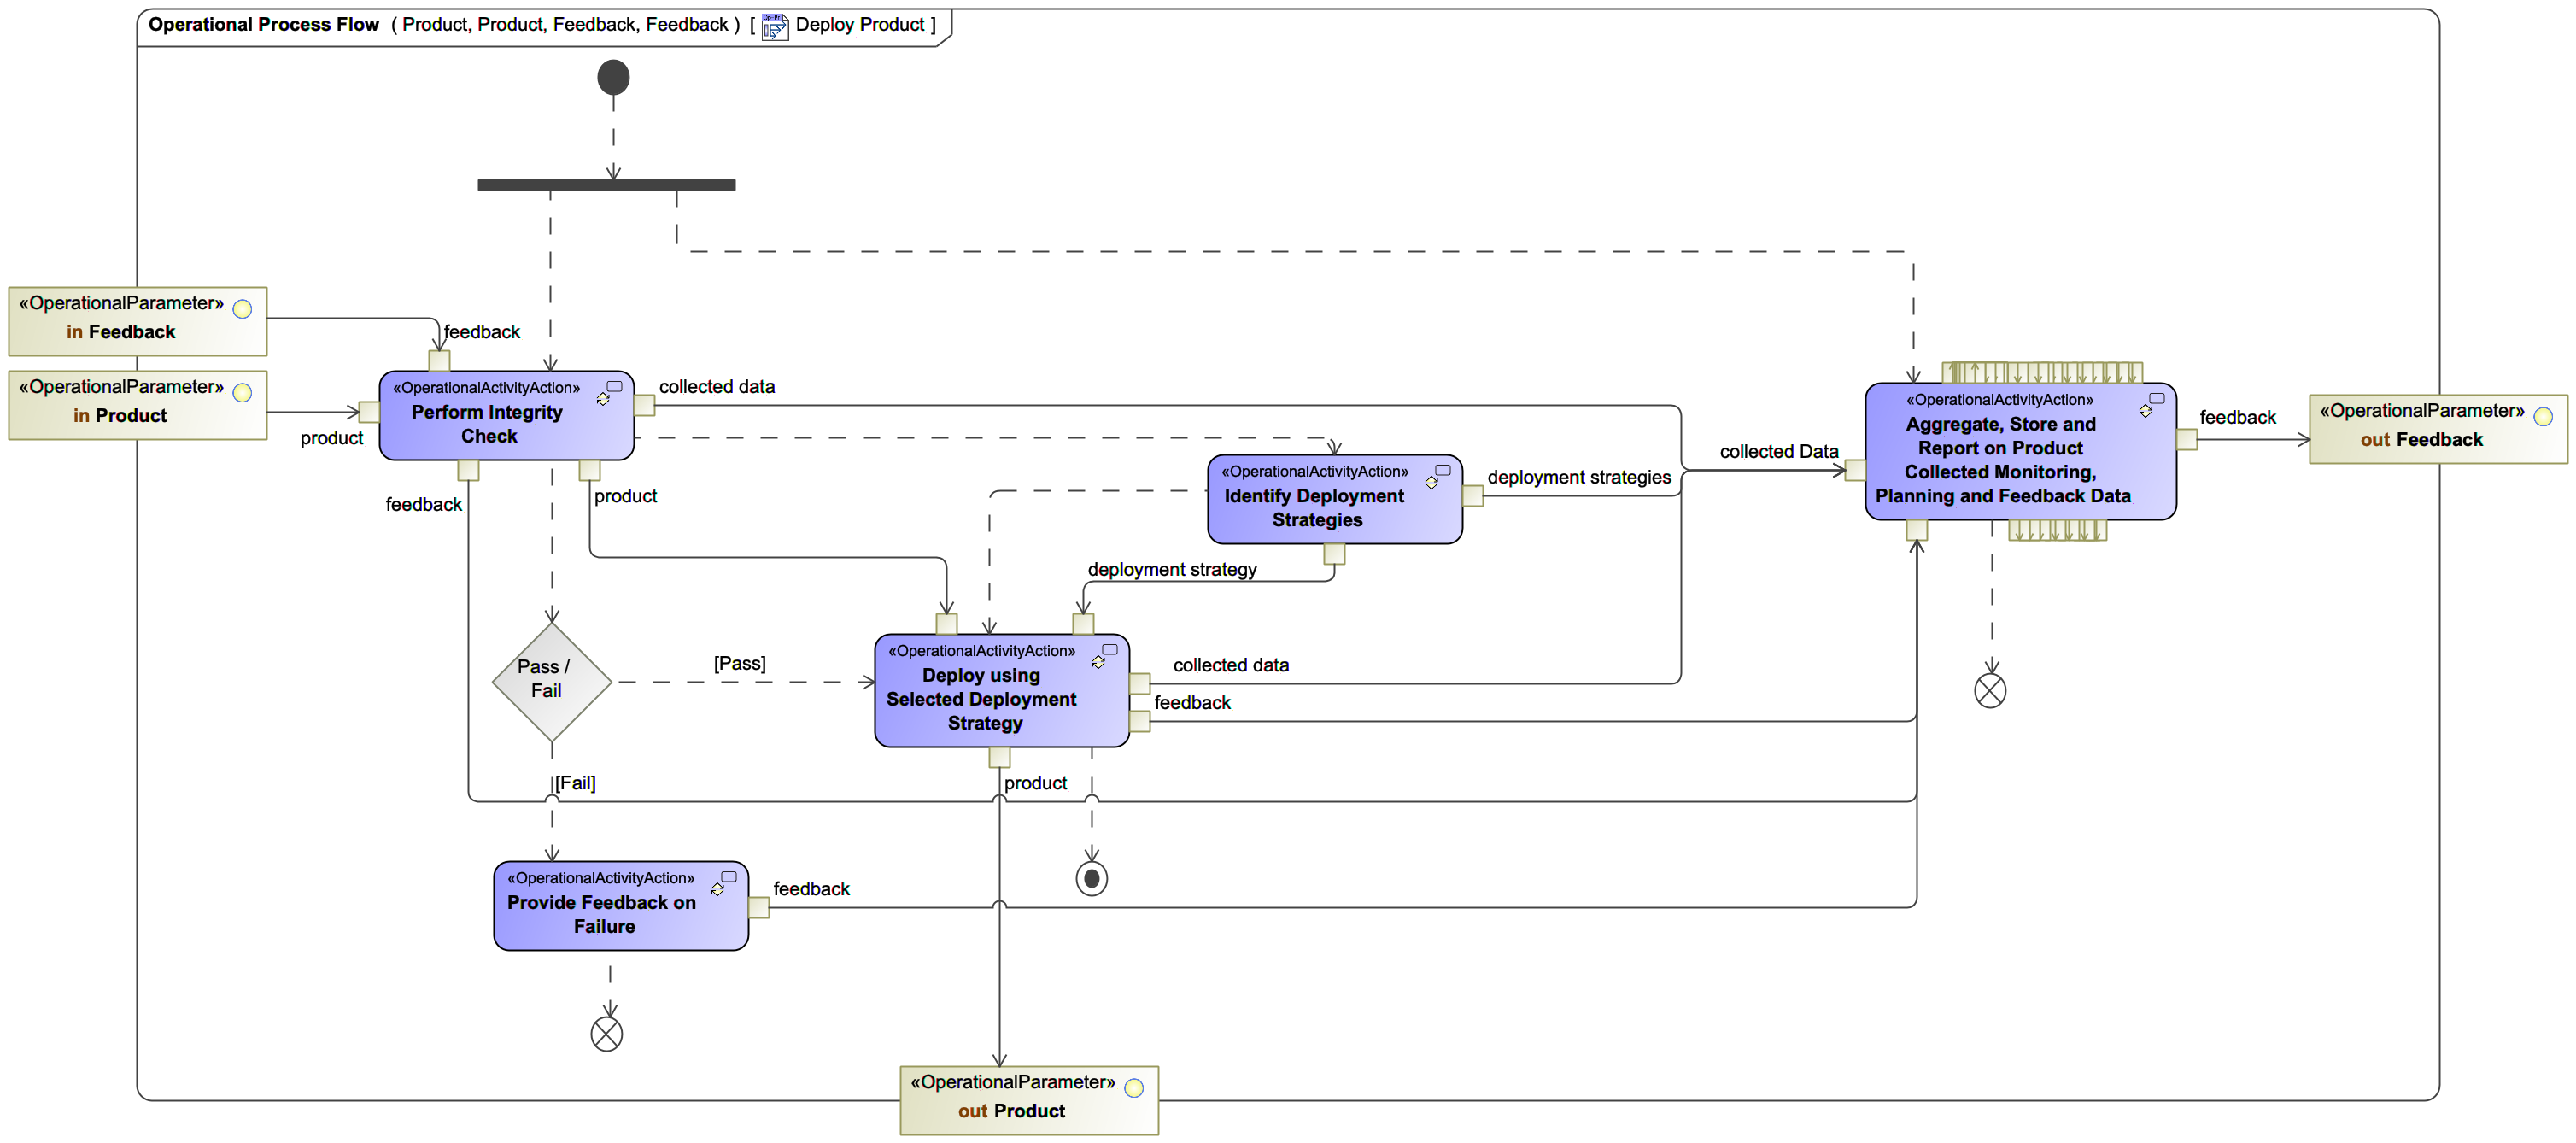 Operational Process Flow ( Product, Product, Feedback, Feedback ) [ Op-Pr Deploy Product ]
«OperationalParameter»
in Feedback
feedback
«OperationalParameter»
in Product
product
«OperationalActivityAction»
Perform Integrity
Check
collected data
feedback
product
«OperationalActivityAction»
Identify Deployment
Strategies
deployment strategies
deployment strategy
collected Data
«OperationalActivityAction»
Aggregate, Store and
Report on Product
Collected Monitoring,
Planning and Feedback Data
feedback
«OperationalParameter»
out Feedback
Pass /
Fail
[Pass]
[Fail]
«OperationalActivityAction»
Deploy using
Selected Deployment
Strategy
collected data
feedback
product
«OperationalActivityAction»
Provide Feedback on
Failure
feedback
«OperationalParameter»
out Product